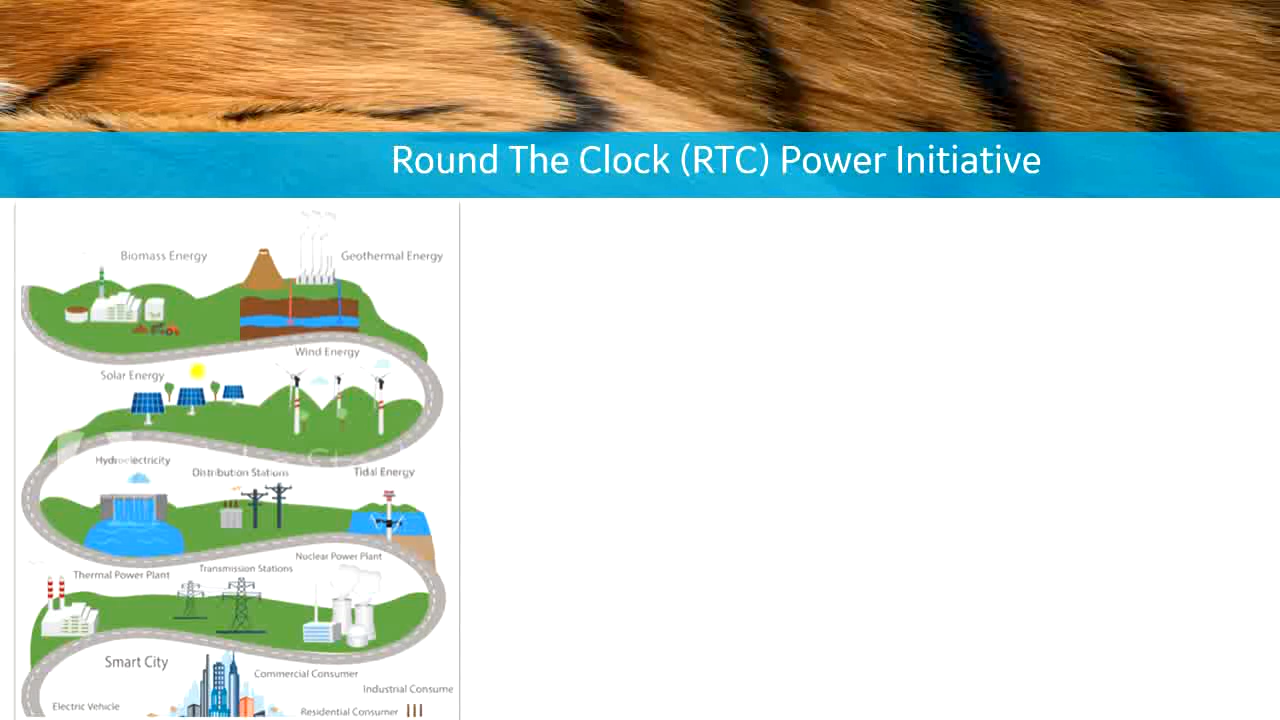 Round The Clock (RTC) Power Initiative
Biomass Energy
Geothermal Energy
Wind Energy
Solar Energy
Hydroelectricity
Distribution Stations
Tidal Energy
Nuclear Power Plant
Thermal Power Plant
Transmission Stations
Smart City
Commercial Consumer
Industrial Consume
Electric Vehicle
Residential Consumer